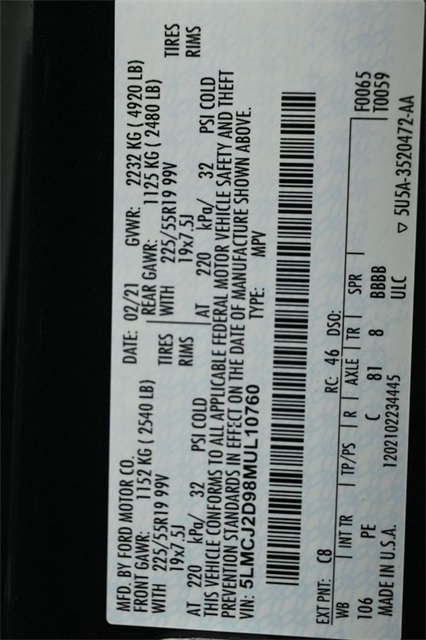 MFD. BY FORD MOTOR CO.
DATE: 02/21 GVWR: 2232 KG ( 4920 LB)
FRONT GAWR: 1152 KG ( 2540 LB) REAR GAWR: 1125 KG ( 2480 LB)
WITH 225/55R19 99V TIRES WITH 225/55R19 99V TIRES
19x7.5J RIMS 19x7.5J RIMS
AT 220 kPa/ 32 PSI COLD AT 220 kPa/ 32 PSI COLD
THIS VEHICLE CONFORMS TO ALL APPLICABLE FEDERAL MOTOR VEHICLE SAFETY AND THEFT
PREVENTION STANDARDS IN EFFECT ON THE DATE OF MANUFACTURE SHOWN ABOVE.
VIN: 5LMCJ2D98MUL10760 TYPE: MPV
EXT PNT: C8 RC: 46 DSO: F0065
WB INT TR TP/PS R AXLE TR SPR T0059
106 PE C 81 8 BBBB
MADE IN U.S.A. 1202102234445 ULC ▽ 5U5A-3520472-AA